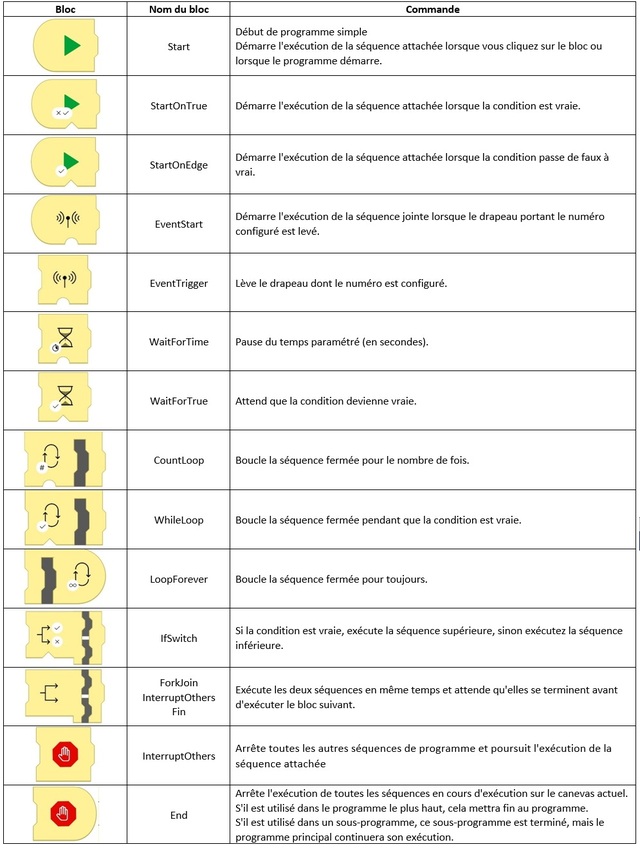 Bloc Nom du bloc Commande
Start
Début de programme simple
Démarre l'exécution de la séquence attachée lorsque vous cliquez sur le bloc ou
lorsque le programme démarre.
StartOnTrue
Démarre l'exécution de la séquence attachée lorsque la condition est vraie.
StartOnEdge
Démarre l'exécution de la séquence attachée lorsque la condition passe de faux à
vrai.
EventStart
Démarre l'exécution de la séquence jointe lorsque le drapeau portant le numéro
configuré est levé.
EventTrigger
Lève le drapeau dont le numéro est configuré.
WaitForTime
Pause du temps paramétré (en secondes).
WaitForTrue
Attend que la condition devienne vraie.
#
CountLoop
Boucle la séquence fermée pour le nombre de fois.
WhileLoop
Boucle la séquence fermée pendant que la condition est vraie.
∞
LoopForever
Boucle la séquence fermée pour toujours.
IfSwitch
Si la condition est vraie, exécute la séquence supérieure, sinon exécutez la séquence
inférieure.
ForkJoin
InterruptOthers
Fin
Exécute les deux séquences en même temps et attende qu'elles se terminent avant
d'exécuter le bloc suivant.
InterruptOthers
Arrête toutes les autres séquences de programme et poursuit l'exécution de la
séquence attachée
End
Arrête l'exécution de toutes les séquences en cours d'exécution sur le canevas actuel.
S'il est utilisé dans le programme le plus haut, cela mettra fin au programme.
S'il est utilisé dans un sous-programme, ce sous-programme est terminé, mais le
programme principal continuera son exécution.